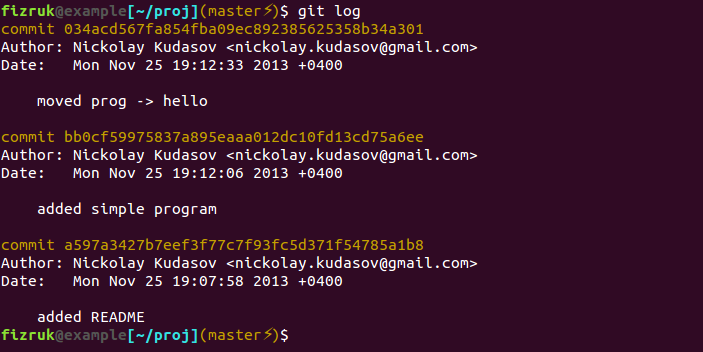 fizruk@example[~/proj](master⚡)$ git log
commit 034acd567fa854fba09ec892385625358b34a301
Author: Nickolay Kudasov <nickolay.kudasov@gmail.com>
Date:   Mon Nov 25 19:12:33 2013 +0400
    moved prog -> hello
commit bb0cf59975837a895eaaa012dc10fd13cd75a6ee
Author: Nickolay Kudasov <nickolay.kudasov@gmail.com>
Date:   Mon Nov 25 19:12:06 2013 +0400
    added simple program
commit a597a3427b7eef3f77c7f93fc5d371f54785a1b8
Author: Nickolay Kudasov <nickolay.kudasov@gmail.com>
Date:   Mon Nov 25 19:07:58 2013 +0400
    added README
fizruk@example[~/proj](master⚡)$